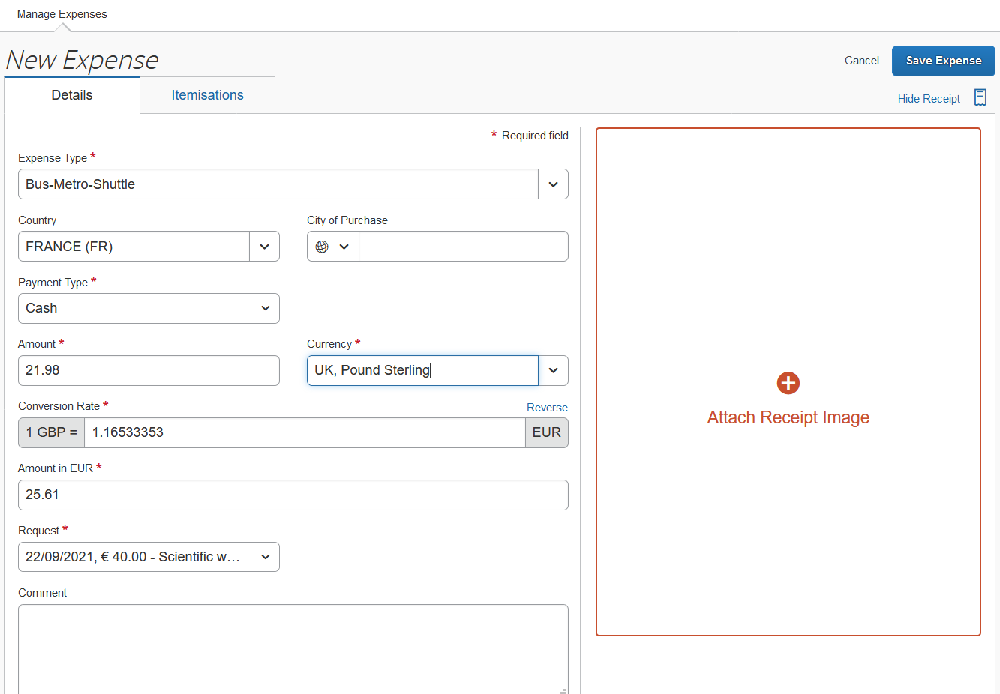 Manage Expenses
New Expense
Cancel
Save Expense
Details
Itemisations
Hide Receipt
* Required field
Expense Type *
Bus-Metro-Shuttle
Country
City of Purchase
FRANCE (FR)
Payment Type *
Cash
Amount *
Currency *
21.98
UK, Pound Sterling
Conversion Rate *
Reverse
1 GBP =
1.16533353
EUR
Amount in EUR *
25.61
Request *
22/09/2021, € 40.00 - Scientific w...
Comment
Attach Receipt Image